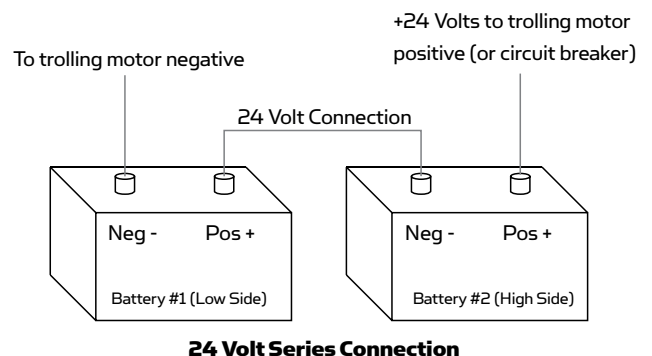 +24 Volts to trolling motor
positive (or circuit breaker)
To trolling motor negative
24 Volt Connection
Neg -
Pos +
Battery #1 (Low Side)
Neg -
Pos +
Battery #2 (High Side)
24 Volt Series Connection